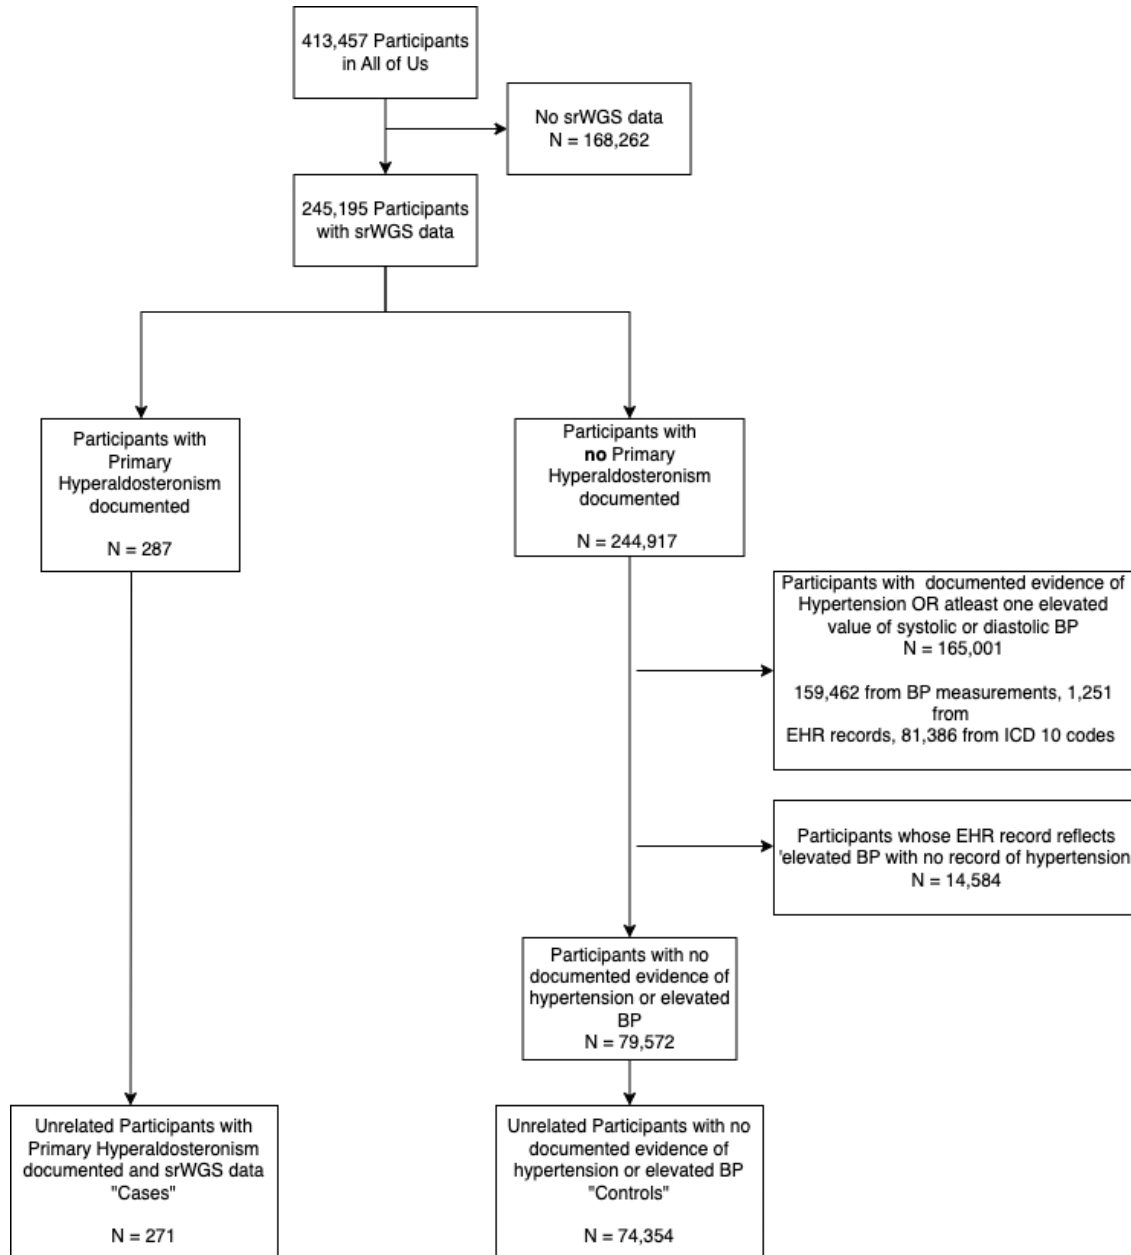 413,457 Participants
in All of Us
No srWGS data
N = 168,262
245,195 Participants
with srWGS data
Participants with
Primary
Hyperaldosteronism
documented
N = 287
Participants with
no Primary
Hyperaldosteronism
documented
N = 244,917
Participants with documented evidence of
Hypertension OR atleast one elevated
value of systolic or diastolic BP
N = 165,001
159,462 from BP measurements, 1,251
from
EHR records, 81,386 from ICD 10 codes
Participants whose EHR record reflects
'elevated BP with no record of hypertension
N = 14,584
Participants with no
documented evidence of
hypertension or elevated
BP
N = 79,572
Unrelated Participants with
Primary Hyperaldosteronism
documented and srWGS data
"Cases"
N = 271
Unrelated Participants with no
documented evidence of
hypertension or elevated BP
"Controls"
N = 74,354